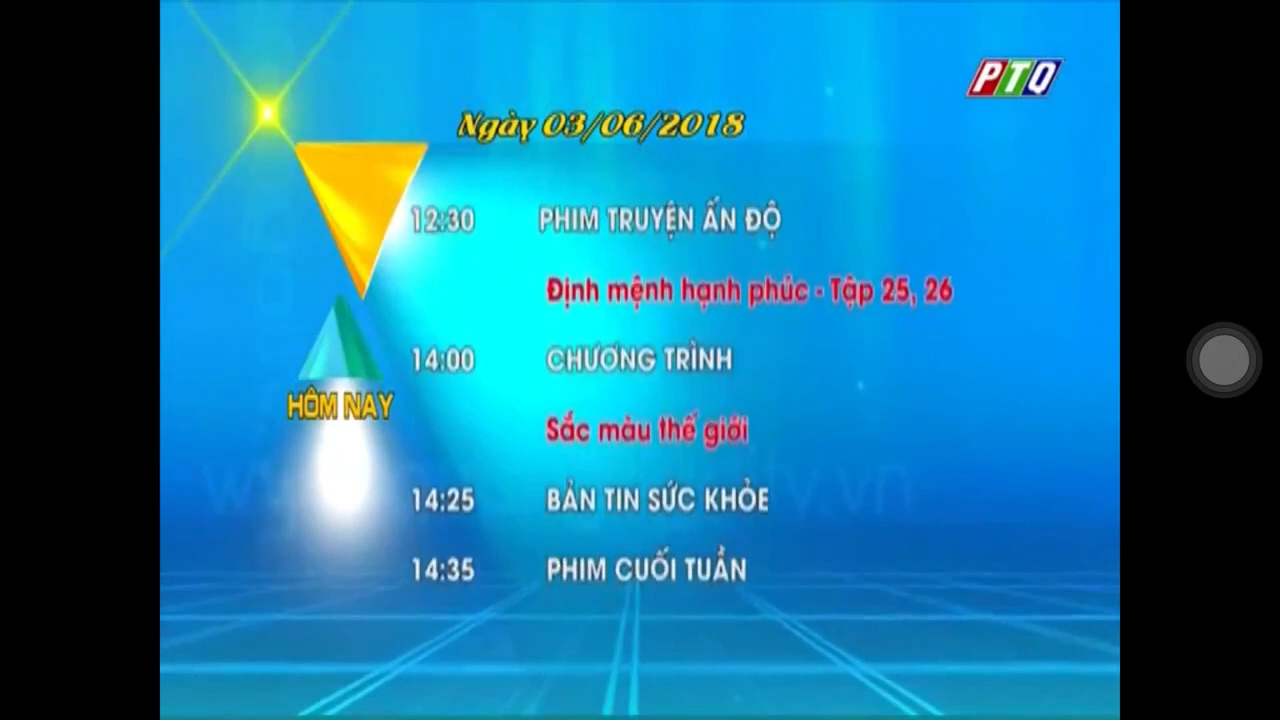 PTQ
Ngày 03/06/2018
12:30 PHIM TRUYỆN ẤN ĐỘ
Định mệnh hạnh phúc - Tập 25, 26
14:00 CHƯƠNG TRÌNH
HÔM NAY
Sắc màu thế giới
14:25 BẢN TIN SỨC KHỎE
14:35 PHIM CUỐI TUẦN